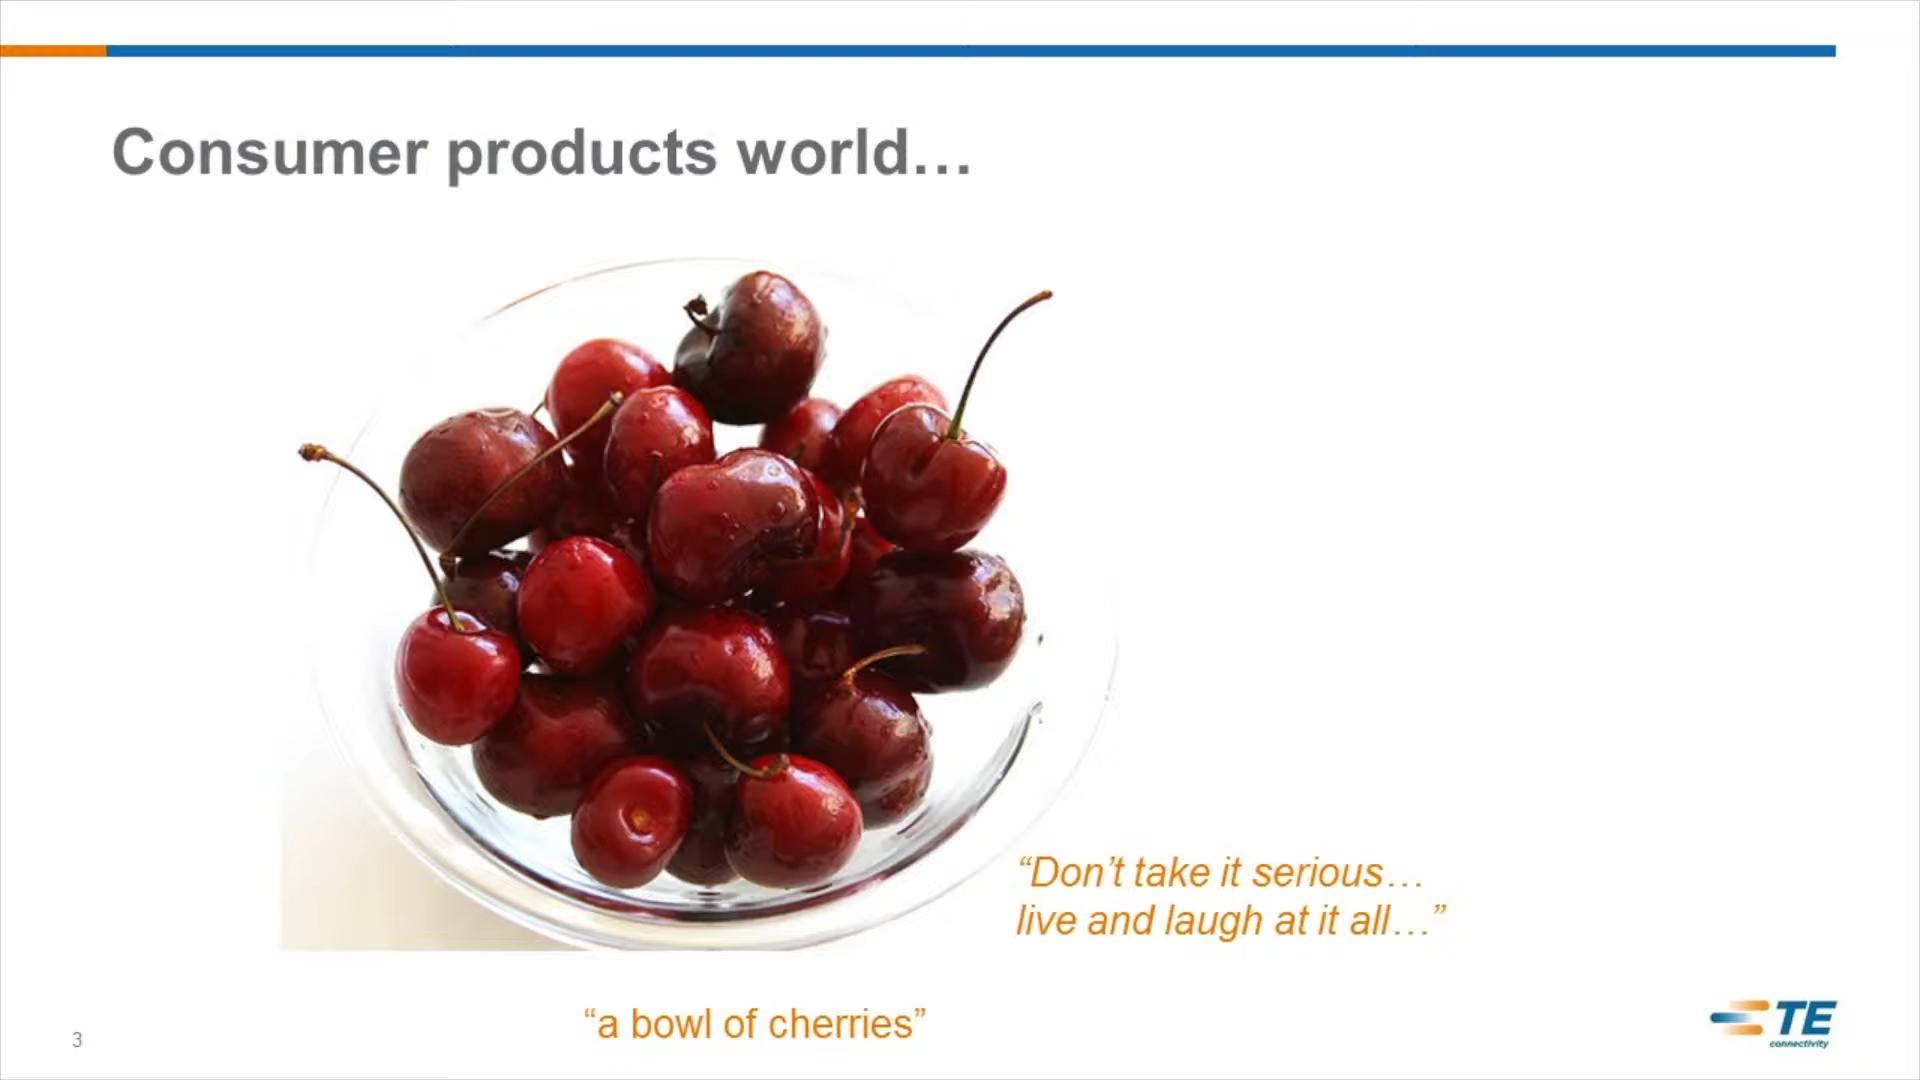 Consumer products world…
“Don’t take it serious…
live and laugh at it all…”
“a bowl of cherries”
3
TE
connectivity